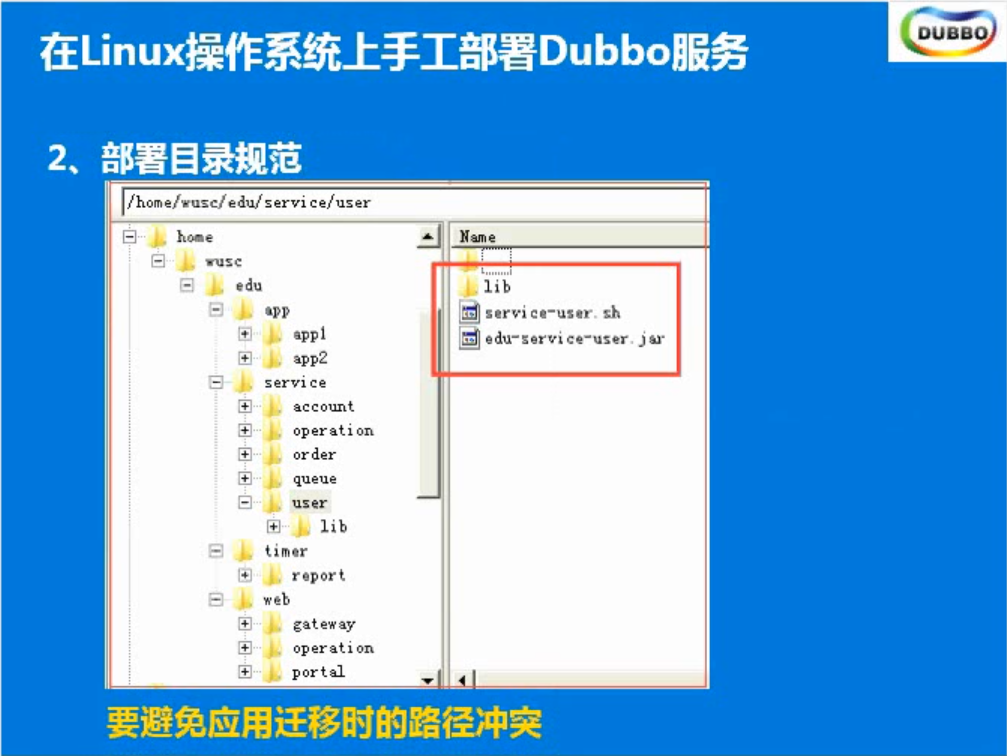 在Linux操作系统上手工部署Dubbo服务
DUBBO
2、部署目录规范
/home/wusc/edu/service/user
home
wusc
edu
app
app1
app2
service
account
operation
order
queue
user
lib
timer
report
web
gateway
operation
portal
Name
..
lib
service-user.sh
edu-service-user.jar
要避免应用迁移时的路径冲突